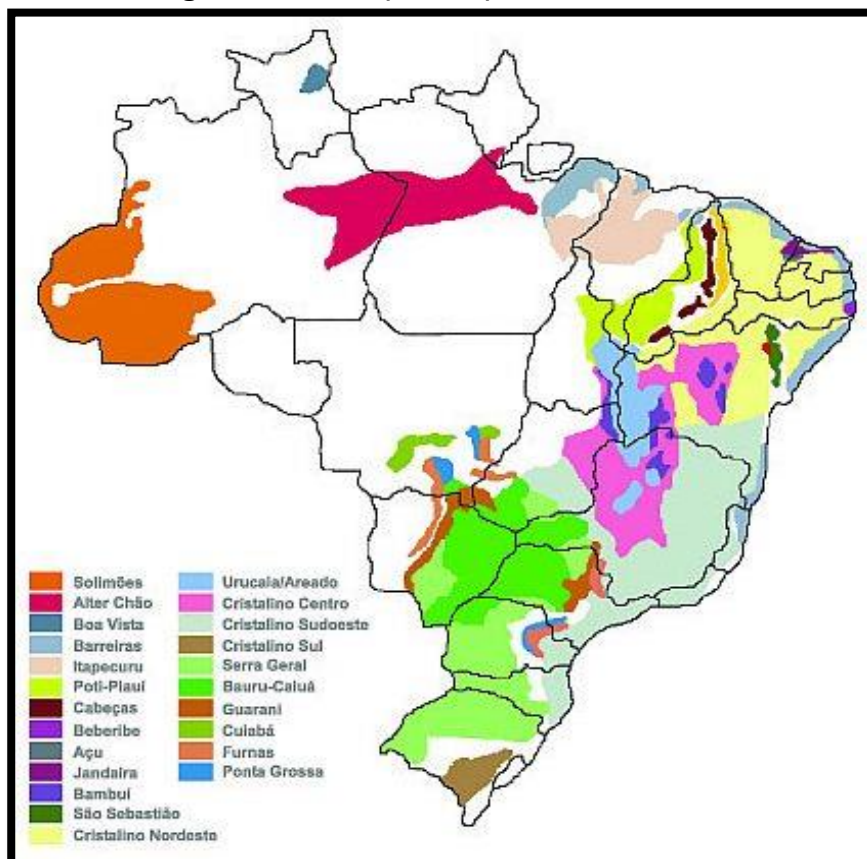 Solimões
Alter Chão
Boa Vista
Barreiras
Itapecuru
Poti-Piauí
Cabeças
Beberibe
Açu
Jandaíra
Bambuí
São Sebastião
Cristalino Nordeste
Urucaia/Areado
Cristalino Centro
Cristalino Sudoeste
Cristalino Sul
Serra Geral
Bauru-Caiuá
Guarani
Cuiabá
Furnas
Ponta Grossa